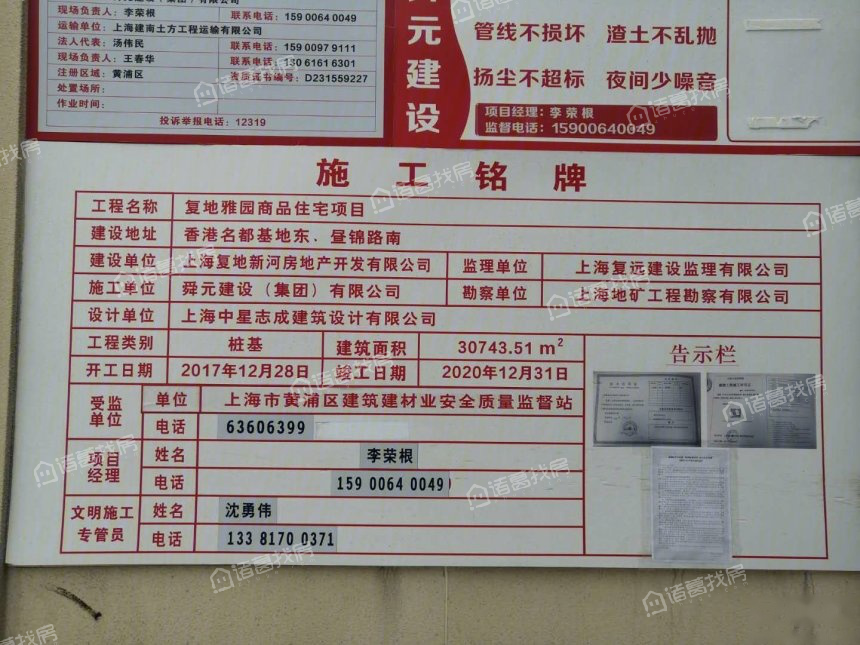 现场负责人：李荣根 联系电话：159 0064 0049
运输单位：上海建南土方工程运输有限公司
法人代表：汤伟民 联系电话：159 0097 9111
现场负责人：王春华 联系电话：130 6161 6301
注册区域：黄浦区 资质证书编号：D231559227
处置场所：
作业时间：
投诉举报电话：12319
元建设
管线不损坏 渣土不乱抛
扬尘不超标 夜间少噪音
项目经理：李荣根
监督电话：15900640049
施工铭牌
工程名称 复地雅园商品住宅项目
建设地址 香港名都基地东、昼锦路南
建设单位 上海复地新河房地产开发有限公司 监理单位 上海复远建设监理有限公司
施工单位 舜元建设（集团）有限公司 勘察单位 上海地矿工程勘察有限公司
设计单位 上海中星志成建筑设计有限公司
工程类别 桩基 建筑面积 30743.51 m²
告示栏
开工日期 2017年12月28日 竣工日期 2020年12月31日
受监单位 单位 上海市黄浦区建筑建材业安全质量监督站
电话 63606399
项目经理 姓名 李荣根
电话 159 0064 0049
文明施工专管员 姓名 沈勇伟
电话 133 8170 0371
诸葛找房